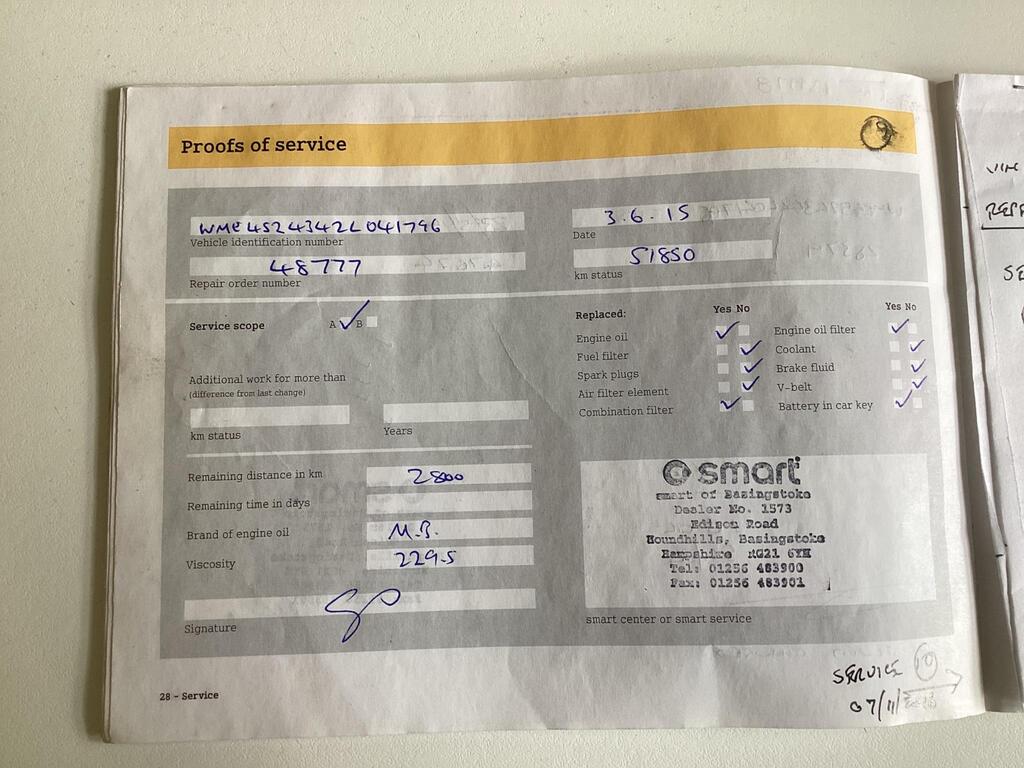 Proofs of service
WME4524342L041796
Vehicle identification number
3.6.15
Date
48777
Repair order number
51850
km status
Service scope
A B
Replaced:
Yes No
Engine oil
Fuel filter
Spark plugs
Air filter element
Combination filter
Yes No
Engine oil filter
Coolant
Brake fluid
V-belt
Battery in car key
Additional work for more than
(difference from last change)
km status
Years
Remaining distance in km
2800
Remaining time in days
Brand of engine oil
M.B.
Viscosity
229.5
Signature
smart
smart of Basingstoke
Dealer No. 1573
Edison Road
Houndhills, Basingstoke
Hampshire RG21 6YH
Tel: 01256 483900
Fax: 01256 483901
smart center or smart service
28 - Service
SERVICE 10
07/11/
VIN